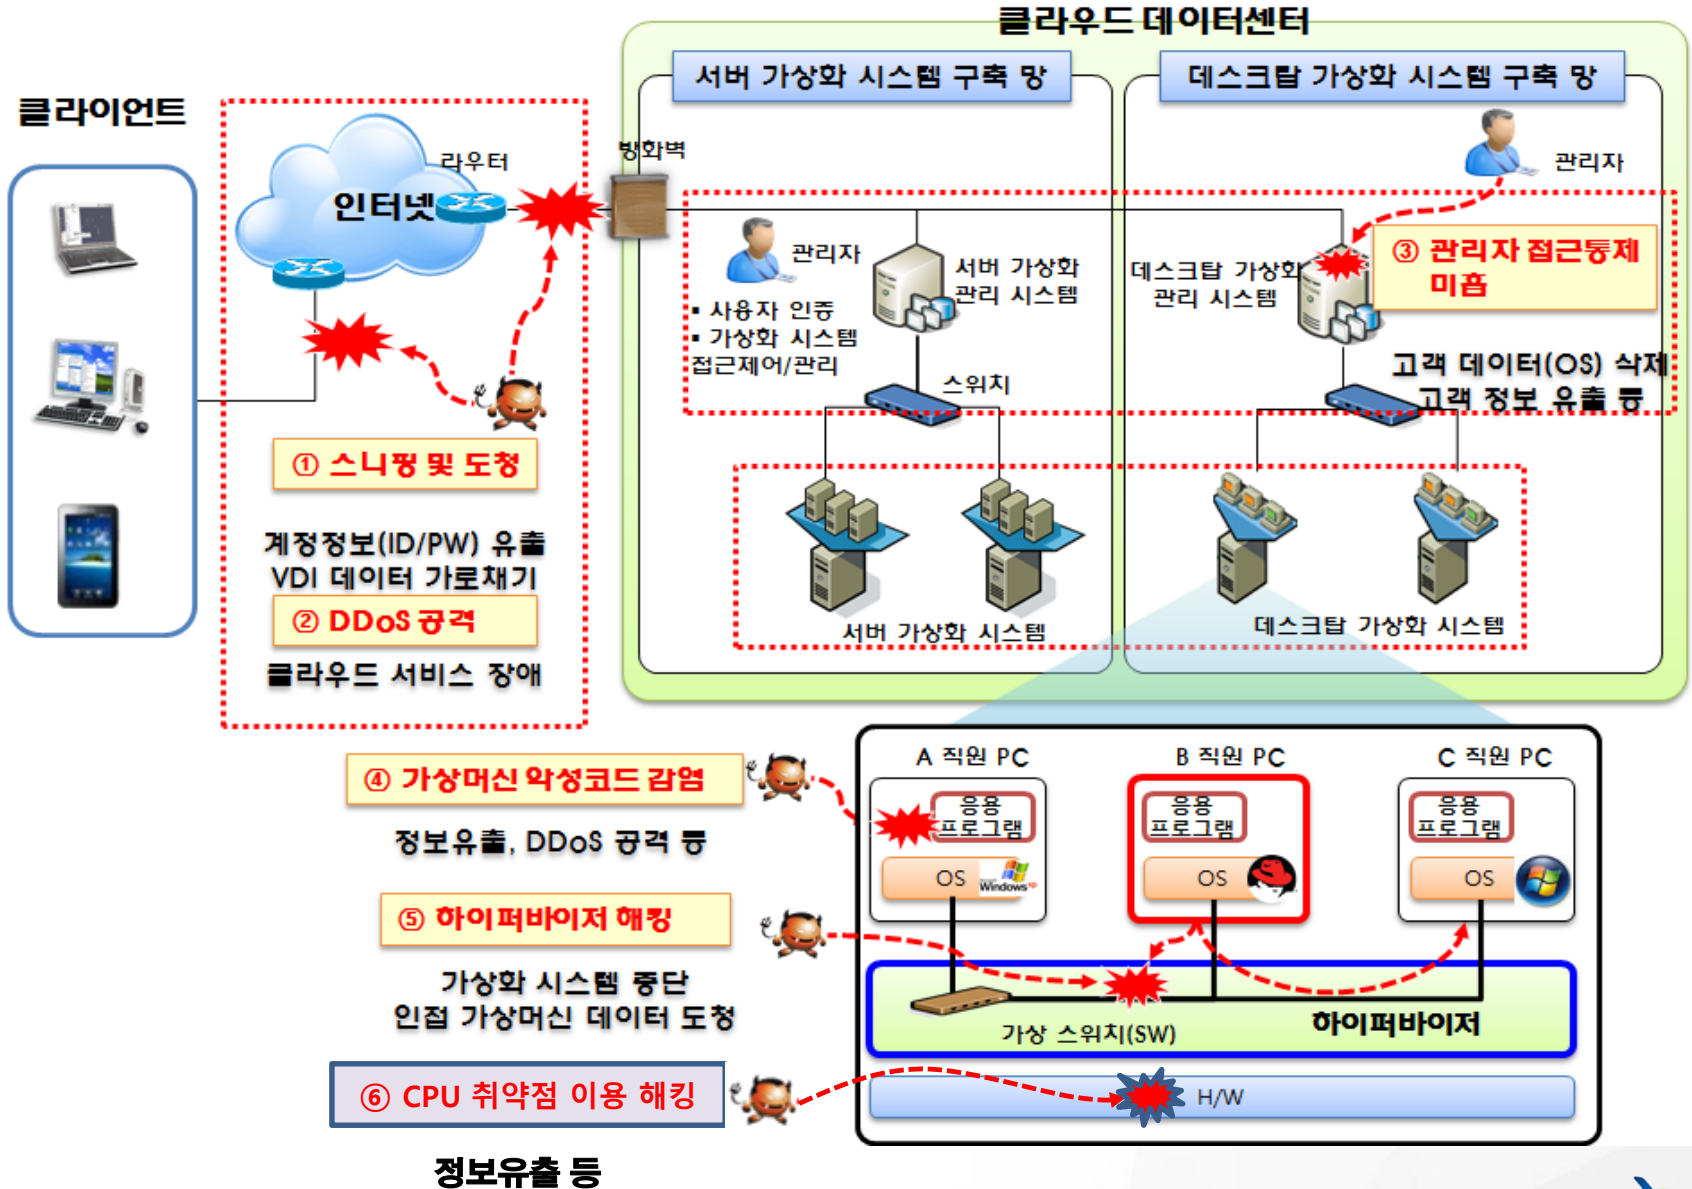 클라우드 데이터센터
서버 가상화 시스템 구축 망
데스크탑 가상화 시스템 구축 망
클라이언트
라우터
방화벽
인터넷
관리자
관리자
③ 관리자 접근통제
미흡
서버 가상화
관리 시스템
데스크탑 가상화
관리 시스템
▪ 사용자 인증
▪ 가상화 시스템
접근제어/관리
스위치
고객 데이터(OS) 삭제
고객 정보 유출 등
① 스니핑 및 도청
계정정보(ID/PW) 유출
VDI 데이터 가로채기
② DDoS 공격
클라우드 서비스 장애
서버 가상화 시스템
데스크탑 가상화 시스템
④ 가상머신 악성코드 감염
정보유출, DDoS 공격 등
A 직원 PC
B 직원 PC
C 직원 PC
응용
프로그램
응용
프로그램
응용
프로그램
OS
Windows xp
OS
OS
⑤ 하이퍼바이저 해킹
가상화 시스템 중단
인접 가상머신 데이터 도청
가상 스위치(SW)
하이퍼바이저
⑥ CPU 취약점 이용 해킹
H/W
정보유출 등